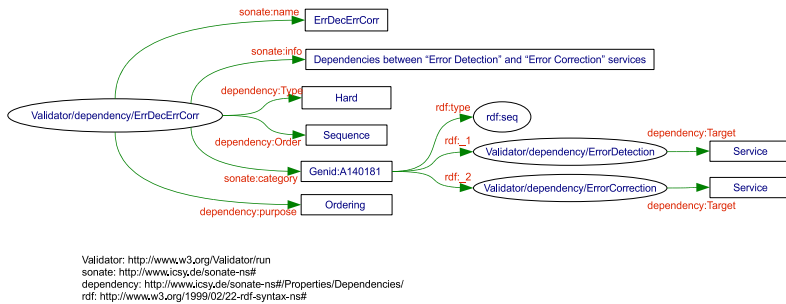 sonate:name
ErrDecErrCorr
sonate:info
Dependencies between “Error Detection” and “Error Correction” services
dependency:Type
Hard
Validator/dependency/ErrDecErrCorr
dependency:Order
Sequence
sonate:category
Genid:A140181
dependency:purpose
Ordering
rdf:type
rdf:seq
rdf:_1
Validator/dependency/ErrorDetection
dependency:Target
Service
rdf:_2
Validator/dependency/ErrorCorrection
dependency:Target
Service
Validator: http://www.w3.org/Validator/run
sonate: http://www.icsy.de/sonate-ns#
dependency: http://www.icsy.de/sonate-ns#/Properties/Dependencies/
rdf: http://www.w3.org/1999/02/22-rdf-syntax-ns#